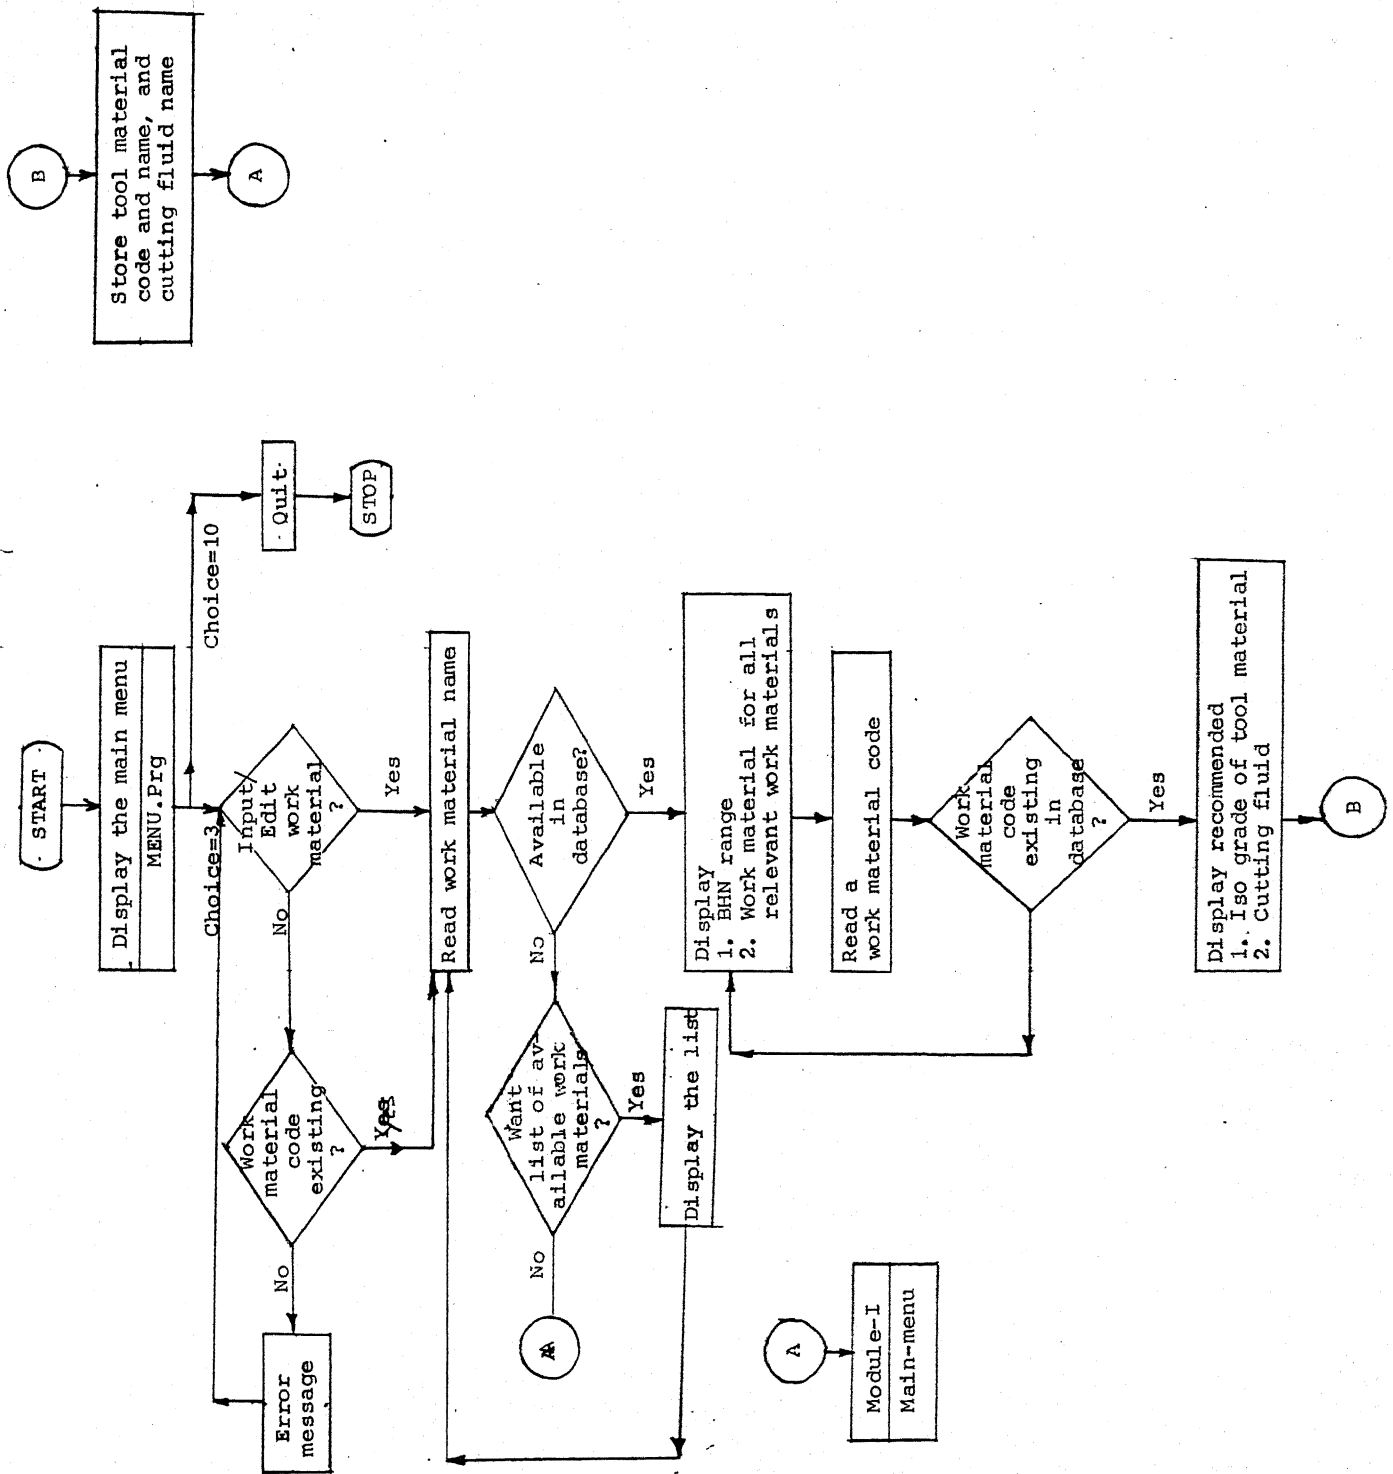 START
Display the main menu
MENU.Prg
Choice=3
Choice=10
Quit
STOP
Input/
Edit
work
material
?
No
Yes
Work
material
code
existing
?
No
Yes
Error
message
Read work material name
Available
in
database?
No
Yes
Want
list of av-
ailable work
materials
?
No
Yes
A
Display the list
Display
1. BHN range
2. Work material for all
relevant work materials
Read a
work material code
Work
material
code
existing
in
database
?
Yes
Display recommended
1. Iso grade of tool material
2. Cutting fluid
B
A
Module-I
Main-menu
B
Store tool material
code and name, and
cutting fluid name
A